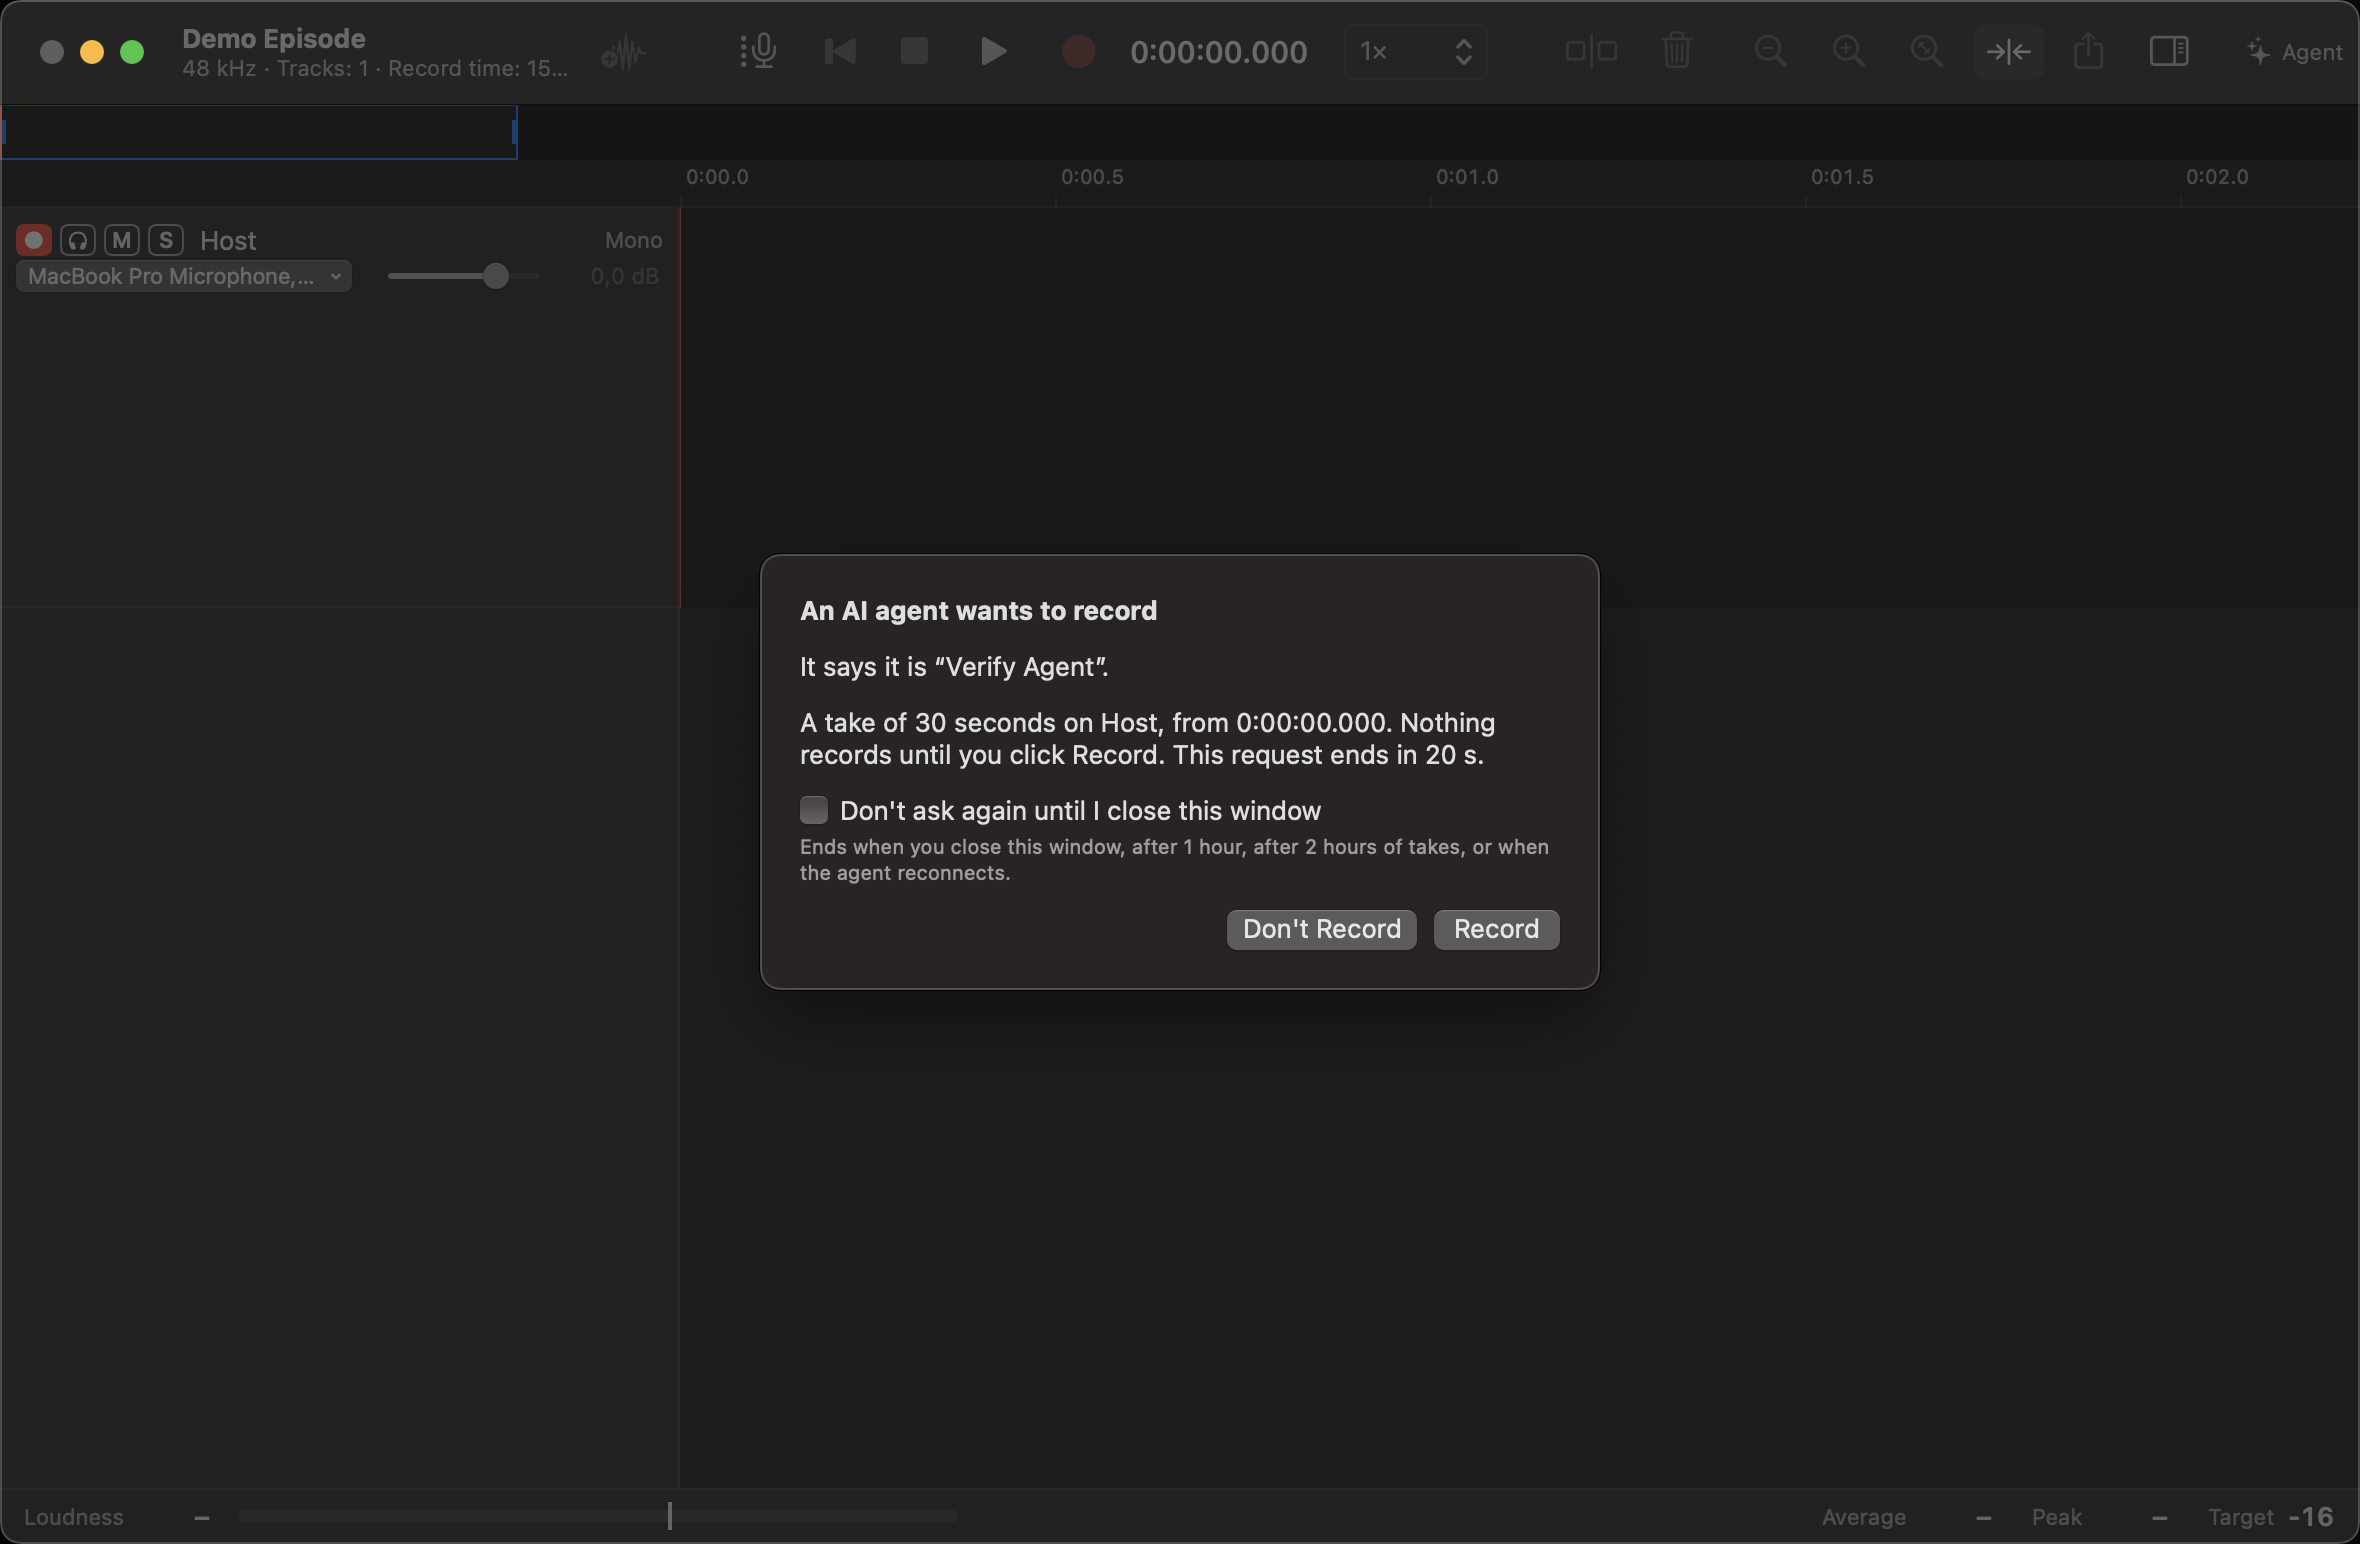 Demo Episode
48 kHz · Tracks: 1 · Record time: 15...
0:00:00.000
1×
Agent
0:00.0
0:00.5
0:01.0
0:01.5
0:02.0
M
S
Host
Mono
MacBook Pro Microphone,...
0,0 dB
An AI agent wants to record
It says it is “Verify Agent”.
A take of 30 seconds on Host, from 0:00:00.000. Nothing
records until you click Record. This request ends in 20 s.
Don't ask again until I close this window
Ends when you close this window, after 1 hour, after 2 hours of takes, or when
the agent reconnects.
Don't Record
Record
Loudness
–
Average
–
Peak
–
Target
-16